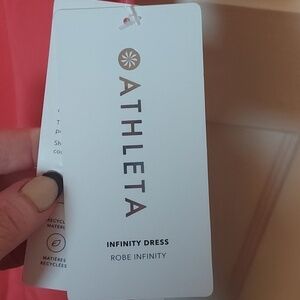 ATHLETA
INFINITY DRESS
ROBE INFINITY
MATIÈRES
RECYCLÉES